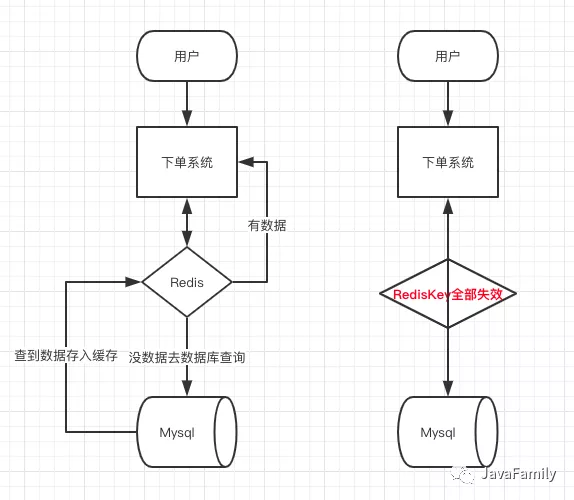 用户
下单系统
有数据
Redis
查到数据存入缓存
没数据去数据库查询
Mysql
用户
下单系统
RedisKey全部失效
Mysql
JavaFamily